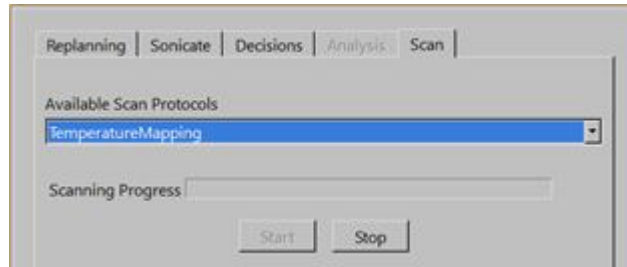 Replanning Sonicate Decisions Analysis Scan
Available Scan Protocols
TemperatureMapping
Scanning Progress
Start Stop